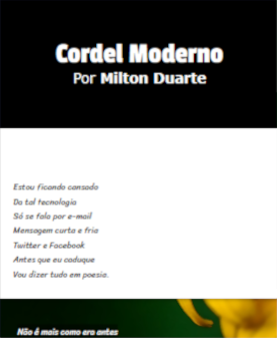 Cordel Moderno
Por Milton Duarte
Estou ficando cansado
Da tal tecnologia
Só se fala por e-mail
Mensagem curta e fria
Twitter e Facebook
Antes que eu caduque
Vou dizer tudo em poesia.
Não é mais como era antes